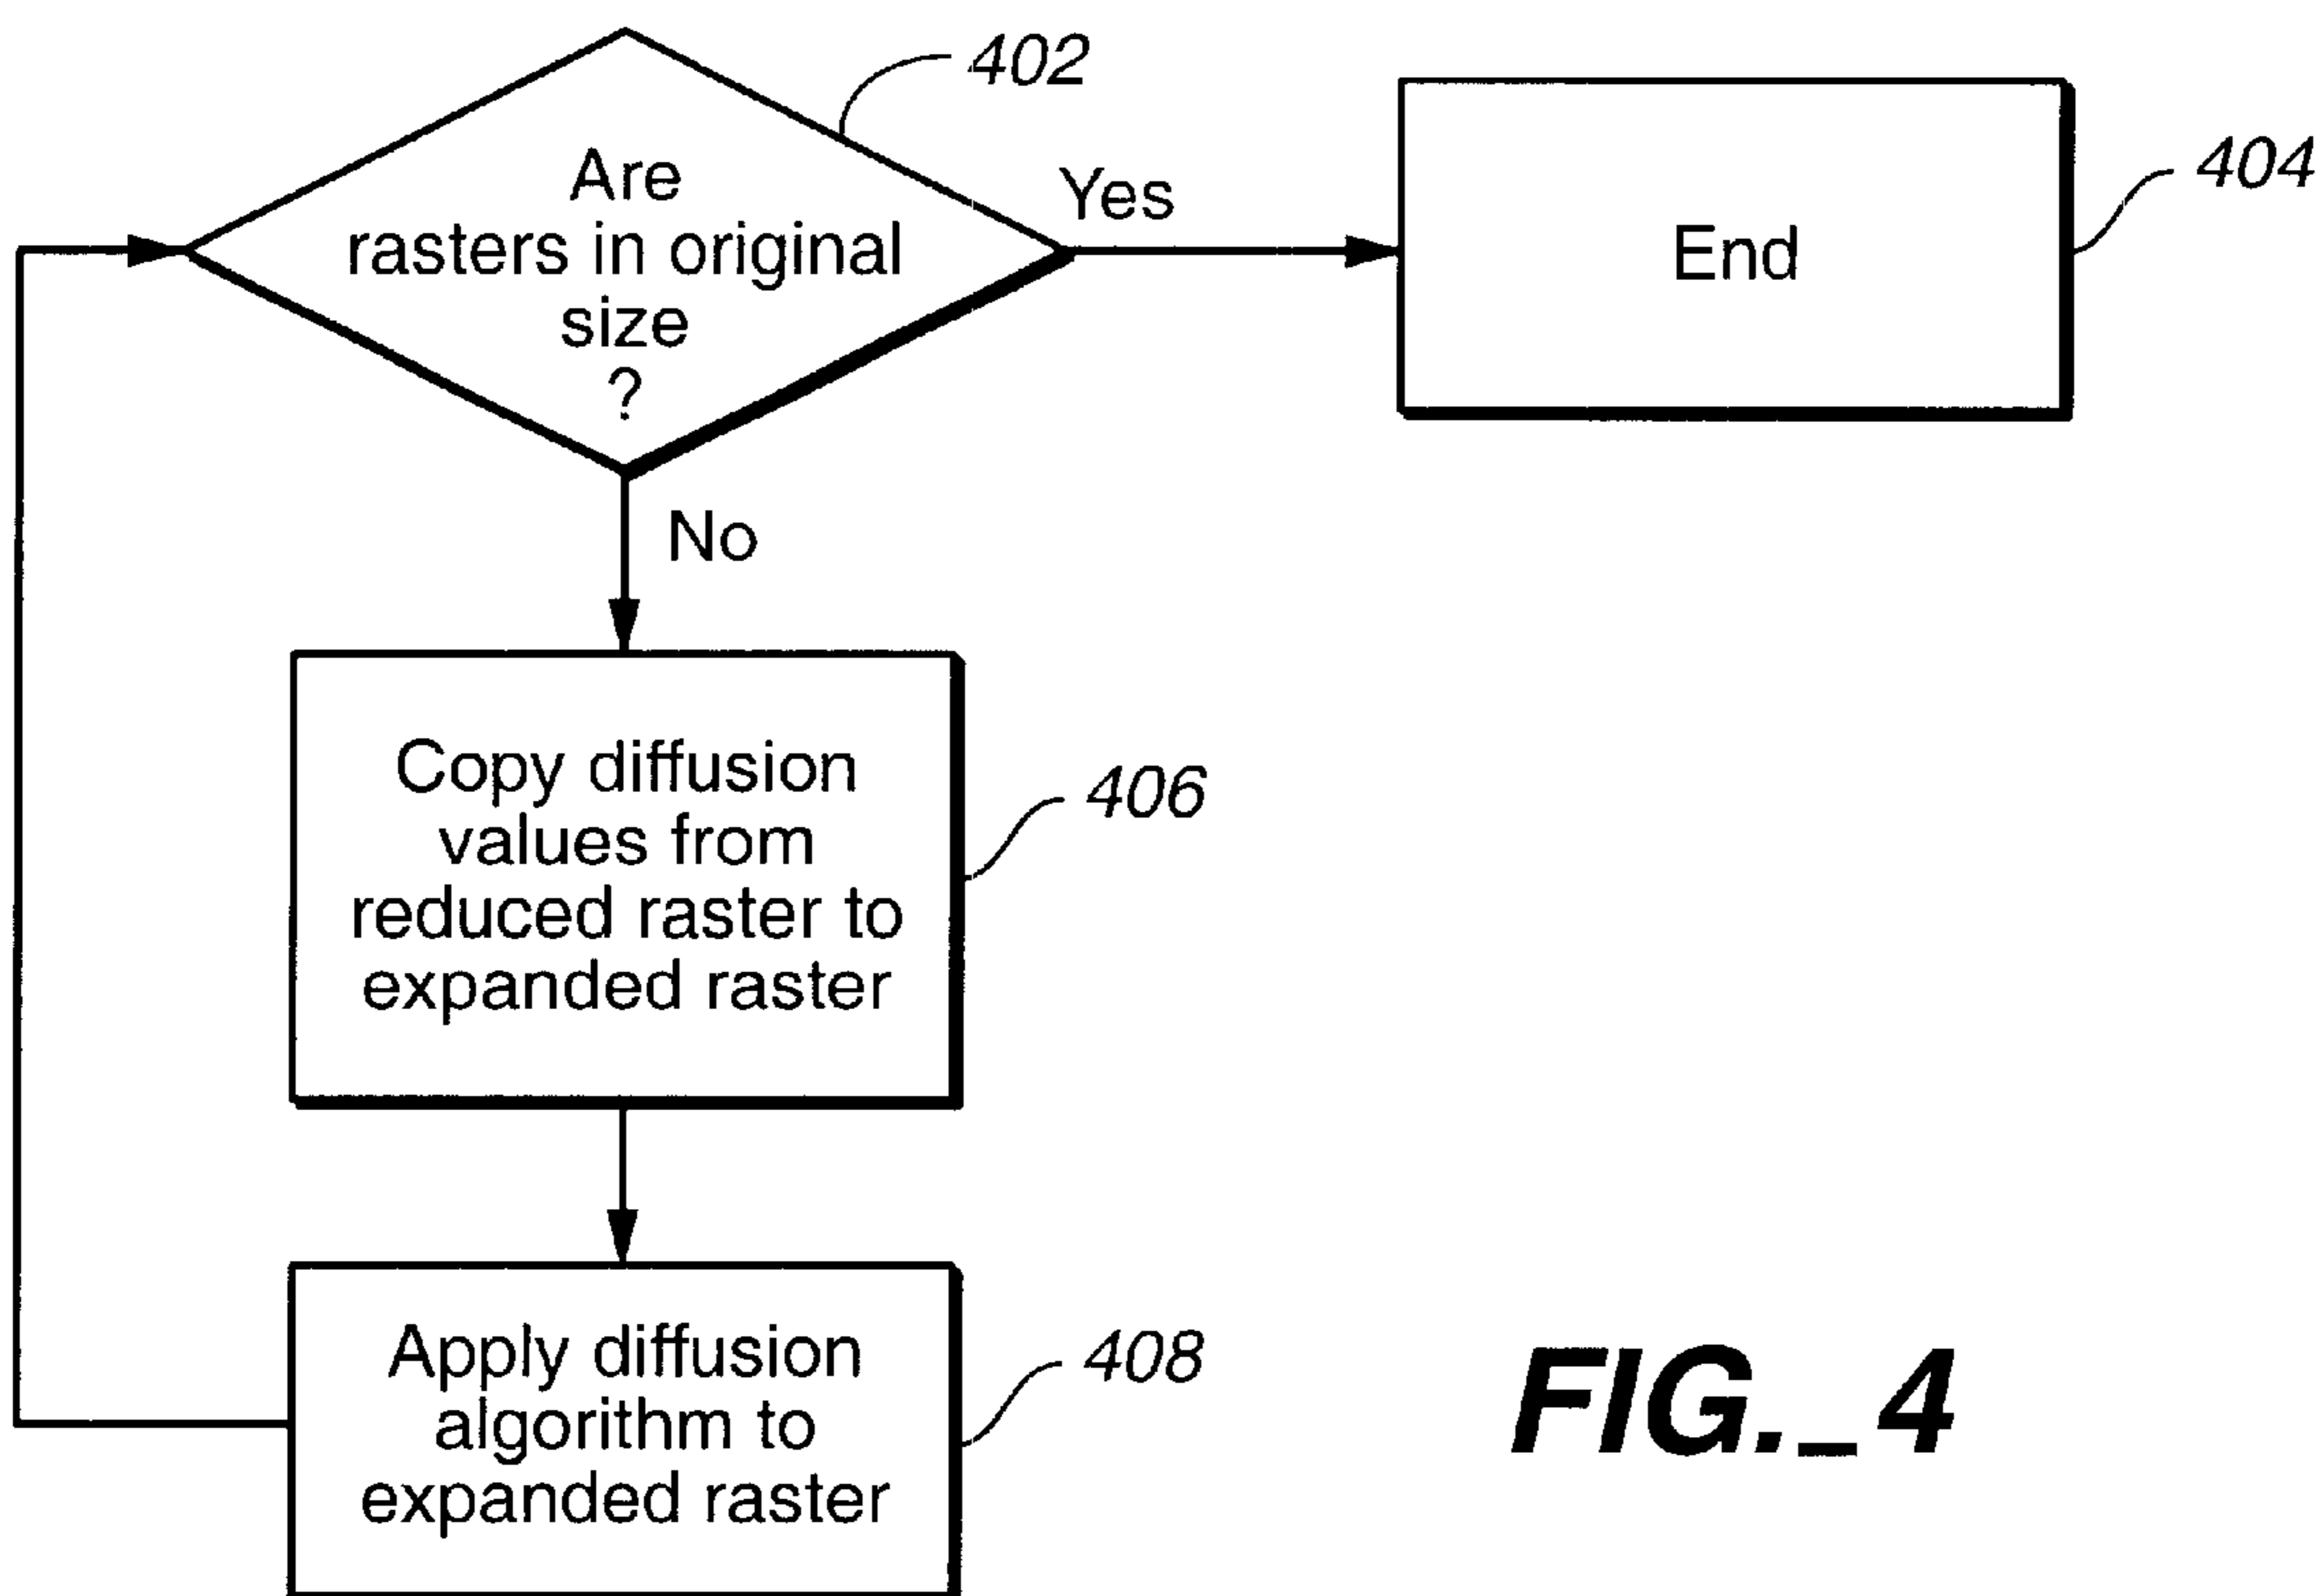 402
Are
rasters in original
size
?
Yes
End
404
No
Copy diffusion
values from
reduced raster to
expanded raster
406
Apply diffusion
algorithm to
expanded raster
408
FIG._4